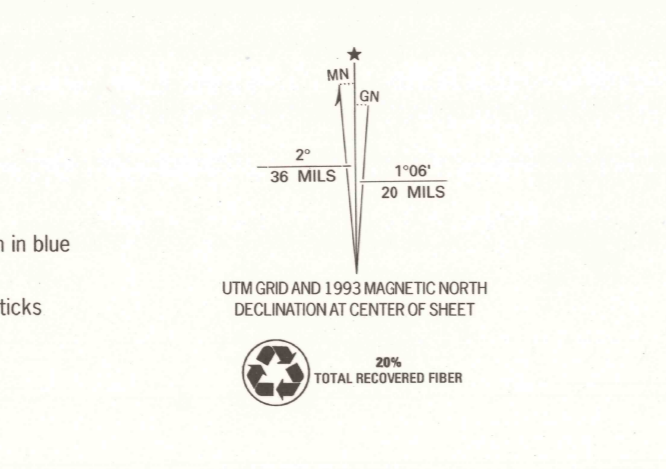 MN
GN
2°
36 MILS
1°06'
20 MILS
in blue
ticks
UTM GRID AND 1993 MAGNETIC NORTH
DECLINATION AT CENTER OF SHEET
20%
TOTAL RECOVERED FIBER